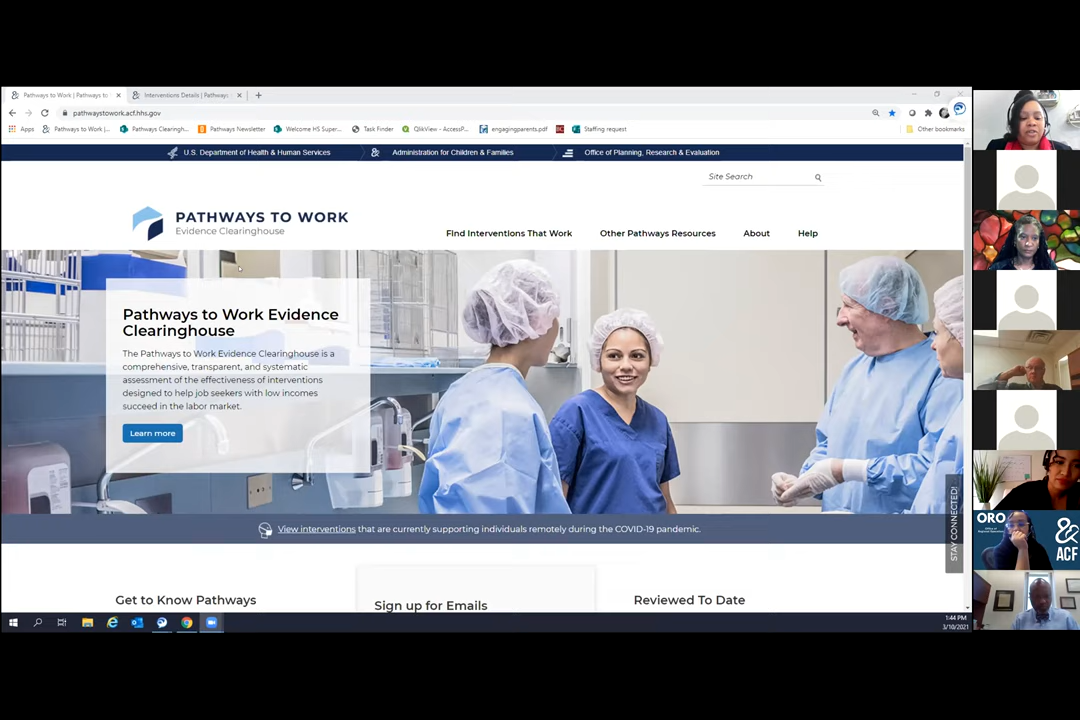 Pathways to Work | Pathways to
Interventions Details | Pathways
pathwaystowork.acf.hhs.gov
Apps
Pathways to Work |...
Pathways Clearingh...
Pathways Newsletter
Welcome HS Super...
Task Finder
QlikView - AccessP...
engagingparents.pdf
Staffing request
Other bookmarks
U.S. Department of Health & Human Services
Administration for Children & Families
Office of Planning, Research & Evaluation
Site Search
PATHWAYS TO WORK
Evidence Clearinghouse
Find Interventions That Work
Other Pathways Resources
About
Help
Pathways to Work Evidence
Clearinghouse
The Pathways to Work Evidence Clearinghouse is a
comprehensive, transparent, and systematic
assessment of the effectiveness of interventions
designed to help job seekers with low incomes
succeed in the labor market.
Learn more
View interventions that are currently supporting individuals remotely during the COVID-19 pandemic.
STAY CONNECTED!
Get to Know Pathways
Sign up for Emails
Reviewed To Date
1:44 PM
3/10/2021
ORO
&
ACF